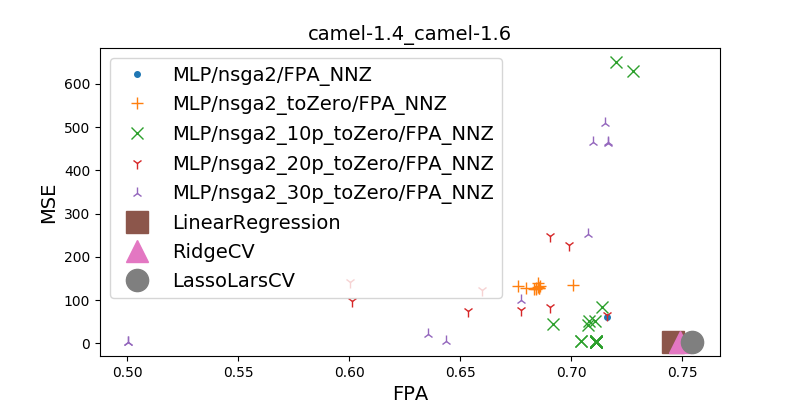 camel-1.4_camel-1.6
MLP/nsga2/FPA_NNZ
MLP/nsga2_toZero/FPA_NNZ
MLP/nsga2_10p_toZero/FPA_NNZ
MLP/nsga2_20p_toZero/FPA_NNZ
MLP/nsga2_30p_toZero/FPA_NNZ
LinearRegression
RidgeCV
LassoLarsCV
MSE
600
500
400
300
200
100
0
0.50 0.55 0.60 0.65 0.70 0.75
FPA